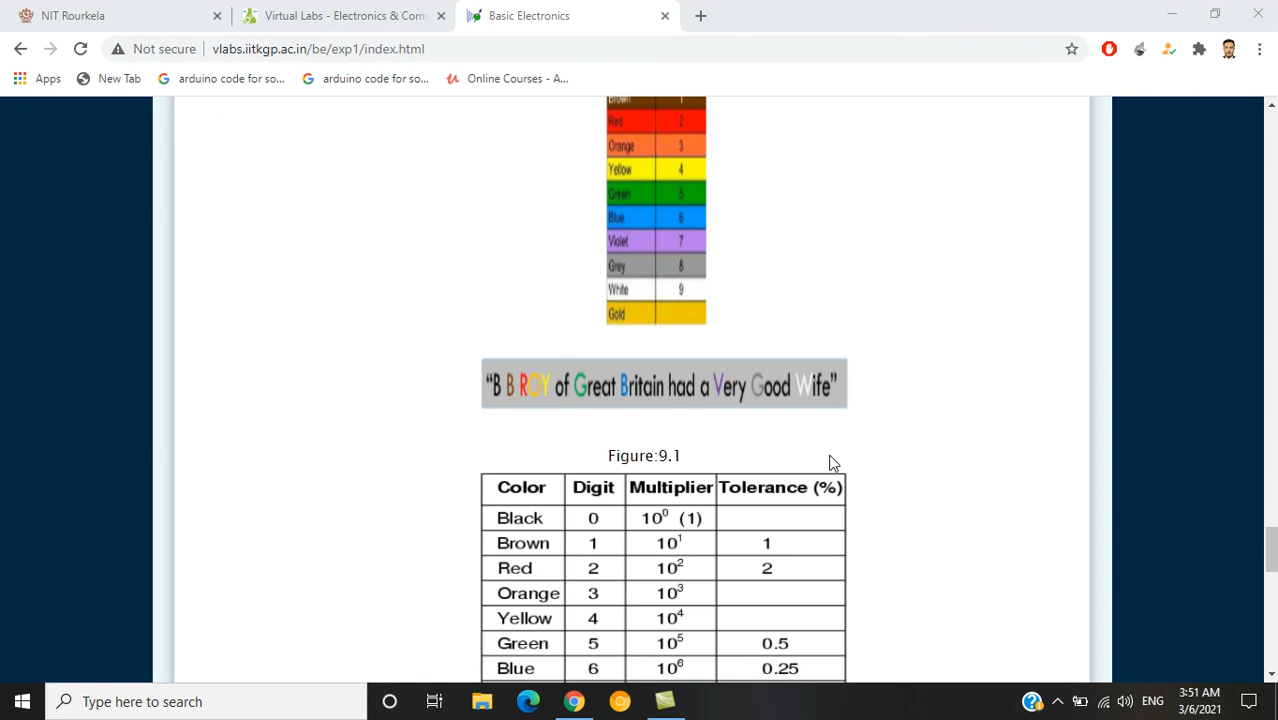 NIT Rourkela
Virtual Labs - Electronics & Comm
Basic Electronics
Not secure
vlabs.iitkgp.ac.in/be/exp1/index.html
Apps
New Tab
arduino code for so...
arduino code for so...
Online Courses - A...
Brown 1
Red 2
Orange 3
Yellow 4
Green 5
Blue 6
Violet 7
Grey 8
White 9
Gold
"B B ROY of Great Britain had a Very Good Wife"
Figure:9.1
Color Digit Multiplier Tolerance (%)
Black 0 10⁰ (1)
Brown 1 10¹ 1
Red 2 10² 2
Orange 3 10³
Yellow 4 10⁴
Green 5 10⁵ 0.5
Blue 6 10⁶ 0.25
Type here to search
ENG
3:51 AM
3/6/2021